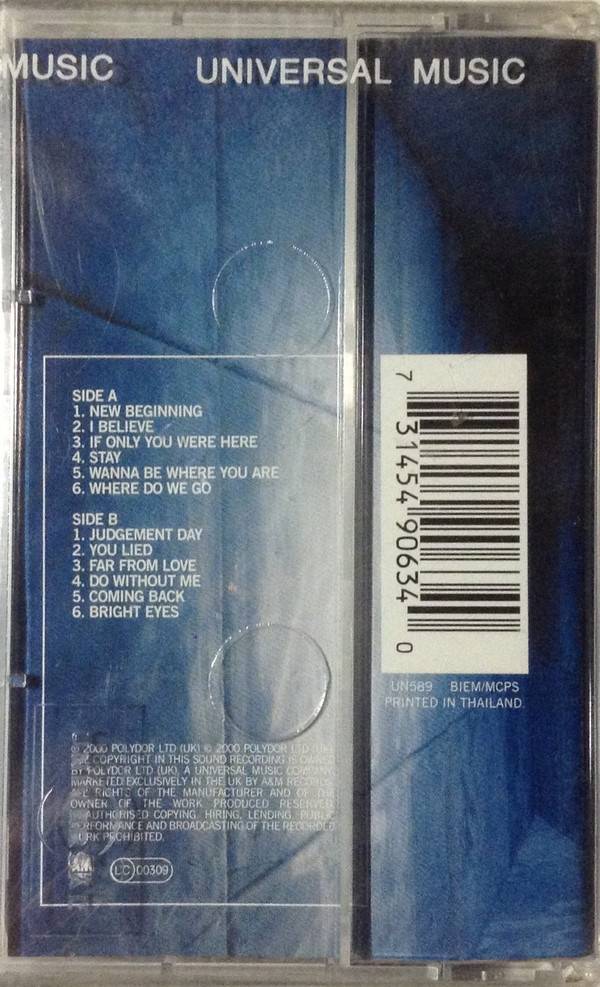 MUSIC UNIVERSAL MUSIC
SIDE A
1. NEW BEGINNING
2. I BELIEVE
3. IF ONLY YOU WERE HERE
4. STAY
5. WANNA BE WHERE YOU ARE
6. WHERE DO WE GO
SIDE B
1. JUDGEMENT DAY
2. YOU LIED
3. FAR FROM LOVE
4. DO WITHOUT ME
5. COMING BACK
6. BRIGHT EYES
7 31454 90634 0
UN589 BIEM/MCPS
PRINTED IN THAILAND.
℗ 2000 POLYDOR LTD (UK) © 2000 POLYDOR LTD (UK).
COPYRIGHT IN THIS SOUND RECORDING IS OWNED
BY POLYDOR LTD (UK), A UNIVERSAL MUSIC COMPANY.
MARKETED EXCLUSIVELY IN THE UK BY A&M RECORDS.
ALL RIGHTS OF THE MANUFACTURER AND OF THE
OWNER OF THE WORK PRODUCED RESERVED.
UNAUTHORISED COPYING, HIRING, LENDING, PUBLIC
PERFORMANCE AND BROADCASTING OF THE RECORDED
WORK PROHIBITED.
LC 00309